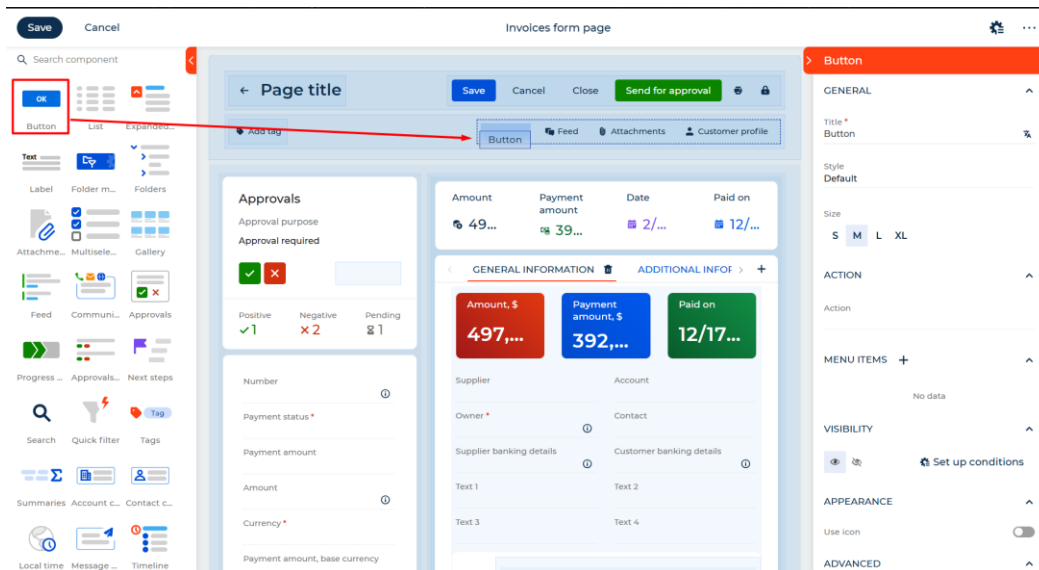 Save
Cancel
Invoices form page
...
Search component
OK
Button
List
Expanded...
Text
Label
Folder m...
Folders
Attachme...
Multisele...
Gallery
Feed
Communi...
Approvals
Progress ...
Approvals...
Next steps
Search
Quick filter
Tag
Tags
Summaries
Account c...
Contact c...
Local time
Message ...
Timeline
Page title
Save
Cancel
Close
Send for approval
Add tag
Button
Feed
Attachments
Customer profile
Approvals
Approval purpose
Approval required
Positive
Negative
Pending
1
2
1
Number
Payment status *
Payment amount
Amount
Currency *
Payment amount, base currency
Amount
Payment
amount
Date
Paid on
49...
39...
2/...
12/...
GENERAL INFORMATION
ADDITIONAL INFOR
Amount, $
497,...
Payment
amount, $
392,...
Paid on
12/17...
Supplier
Account
Owner *
Contact
Supplier banking details
Customer banking details
Text 1
Text 2
Text 3
Text 4
Button
GENERAL
Title *
Button
Style
Default
Size
S M L XL
ACTION
Action
MENU ITEMS +
No data
VISIBILITY
Set up conditions
APPEARANCE
Use icon
ADVANCED